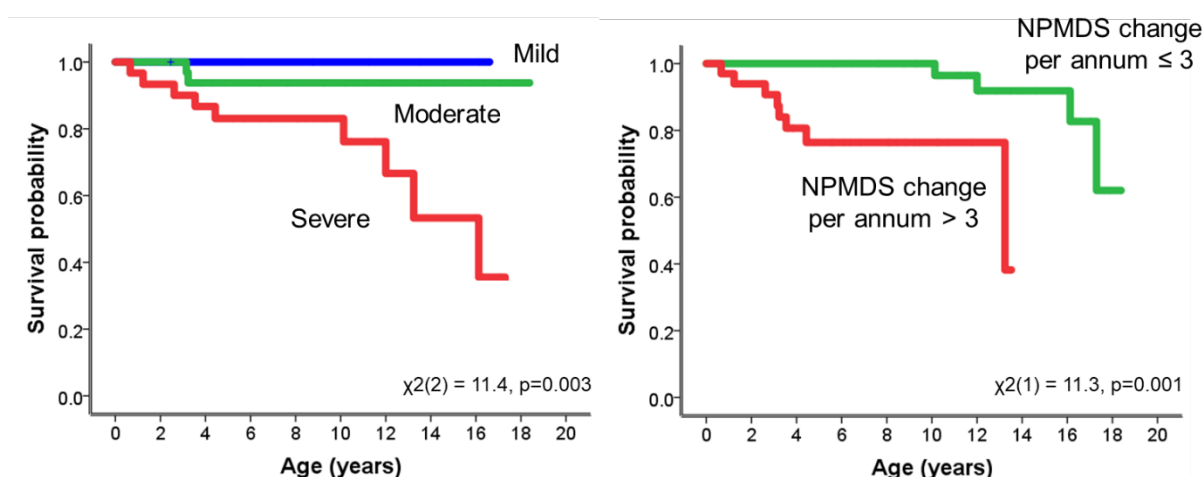 Survival probability
1.0
0.8
0.6
0.4
0.2
0.0
Mild
Moderate
Severe
χ2(2) = 11.4, p=0.003
0 2 4 6 8 10 12 14 16 18 20
Age (years)
Survival probability
1.0
0.8
0.6
0.4
0.2
0.0
NPMDS change
per annum ≤ 3
NPMDS change
per annum > 3
χ2(1) = 11.3, p=0.001
0 2 4 6 8 10 12 14 16 18 20
Age (years)